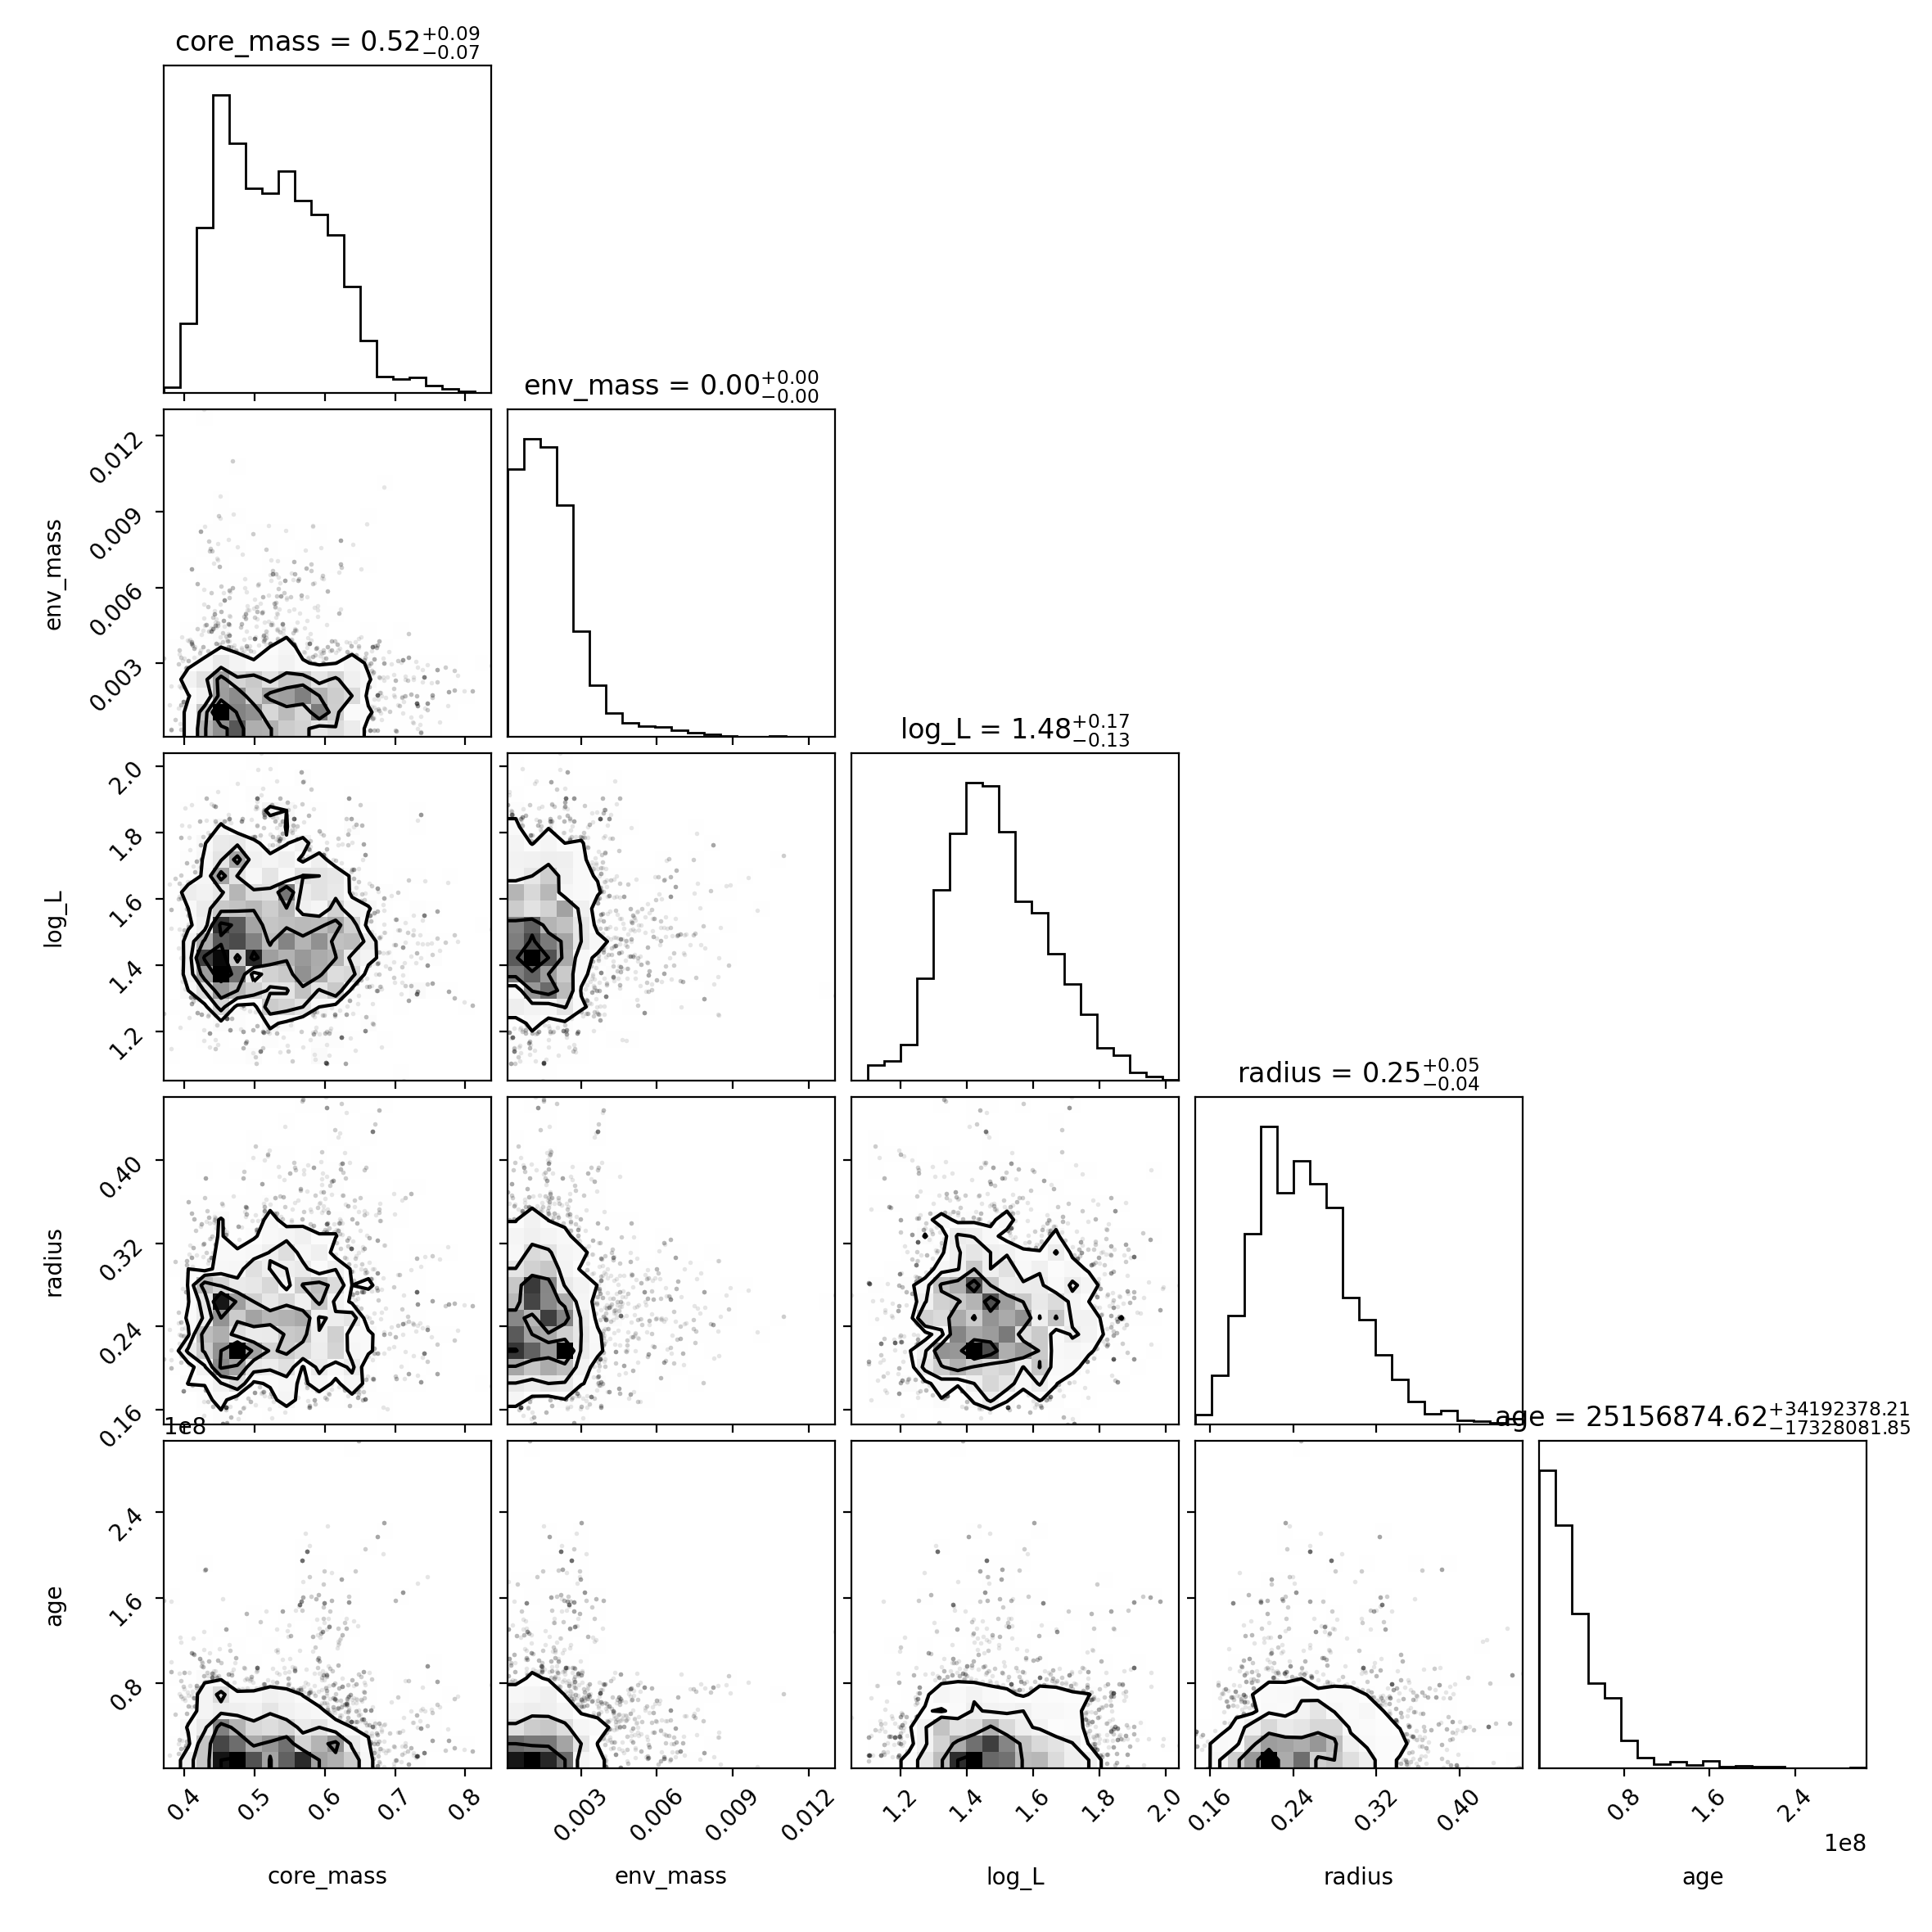 core_mass = 0.52 +0.09 −0.07
env_mass = 0.00 +0.00 −0.00
0.012
0.009
0.006
0.003
env_mass
log_L = 1.48 +0.17 −0.13
2.0
1.8
1.6
1.4
1.2
log_L
radius = 0.25 +0.05 −0.04
0.40
0.32
0.24
0.16
radius
1e8
age = 25156874.62 +34192378.21 −17328081.85
2.4
1.6
0.8
age
0.4 0.5 0.6 0.7 0.8 0.003 0.006 0.009 0.012 1.2 1.4 1.6 1.8 2.0 0.16 0.24 0.32 0.40 0.8 1.6 2.4
1e8
core_mass env_mass log_L radius age